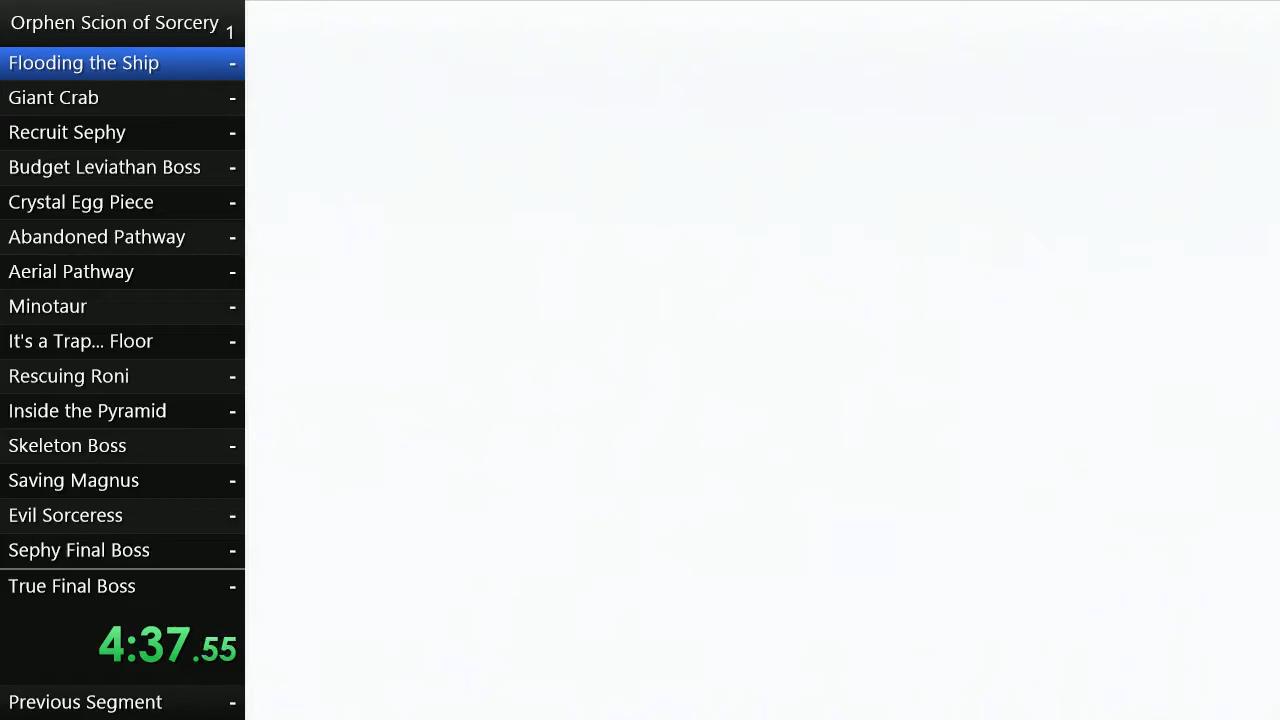 Orphen Scion of Sorcery 1
Flooding the Ship -
Giant Crab -
Recruit Sephy -
Budget Leviathan Boss -
Crystal Egg Piece -
Abandoned Pathway -
Aerial Pathway -
Minotaur -
It's a Trap... Floor -
Rescuing Roni -
Inside the Pyramid -
Skeleton Boss -
Saving Magnus -
Evil Sorceress -
Sephy Final Boss -
True Final Boss -
4:37.55
Previous Segment -